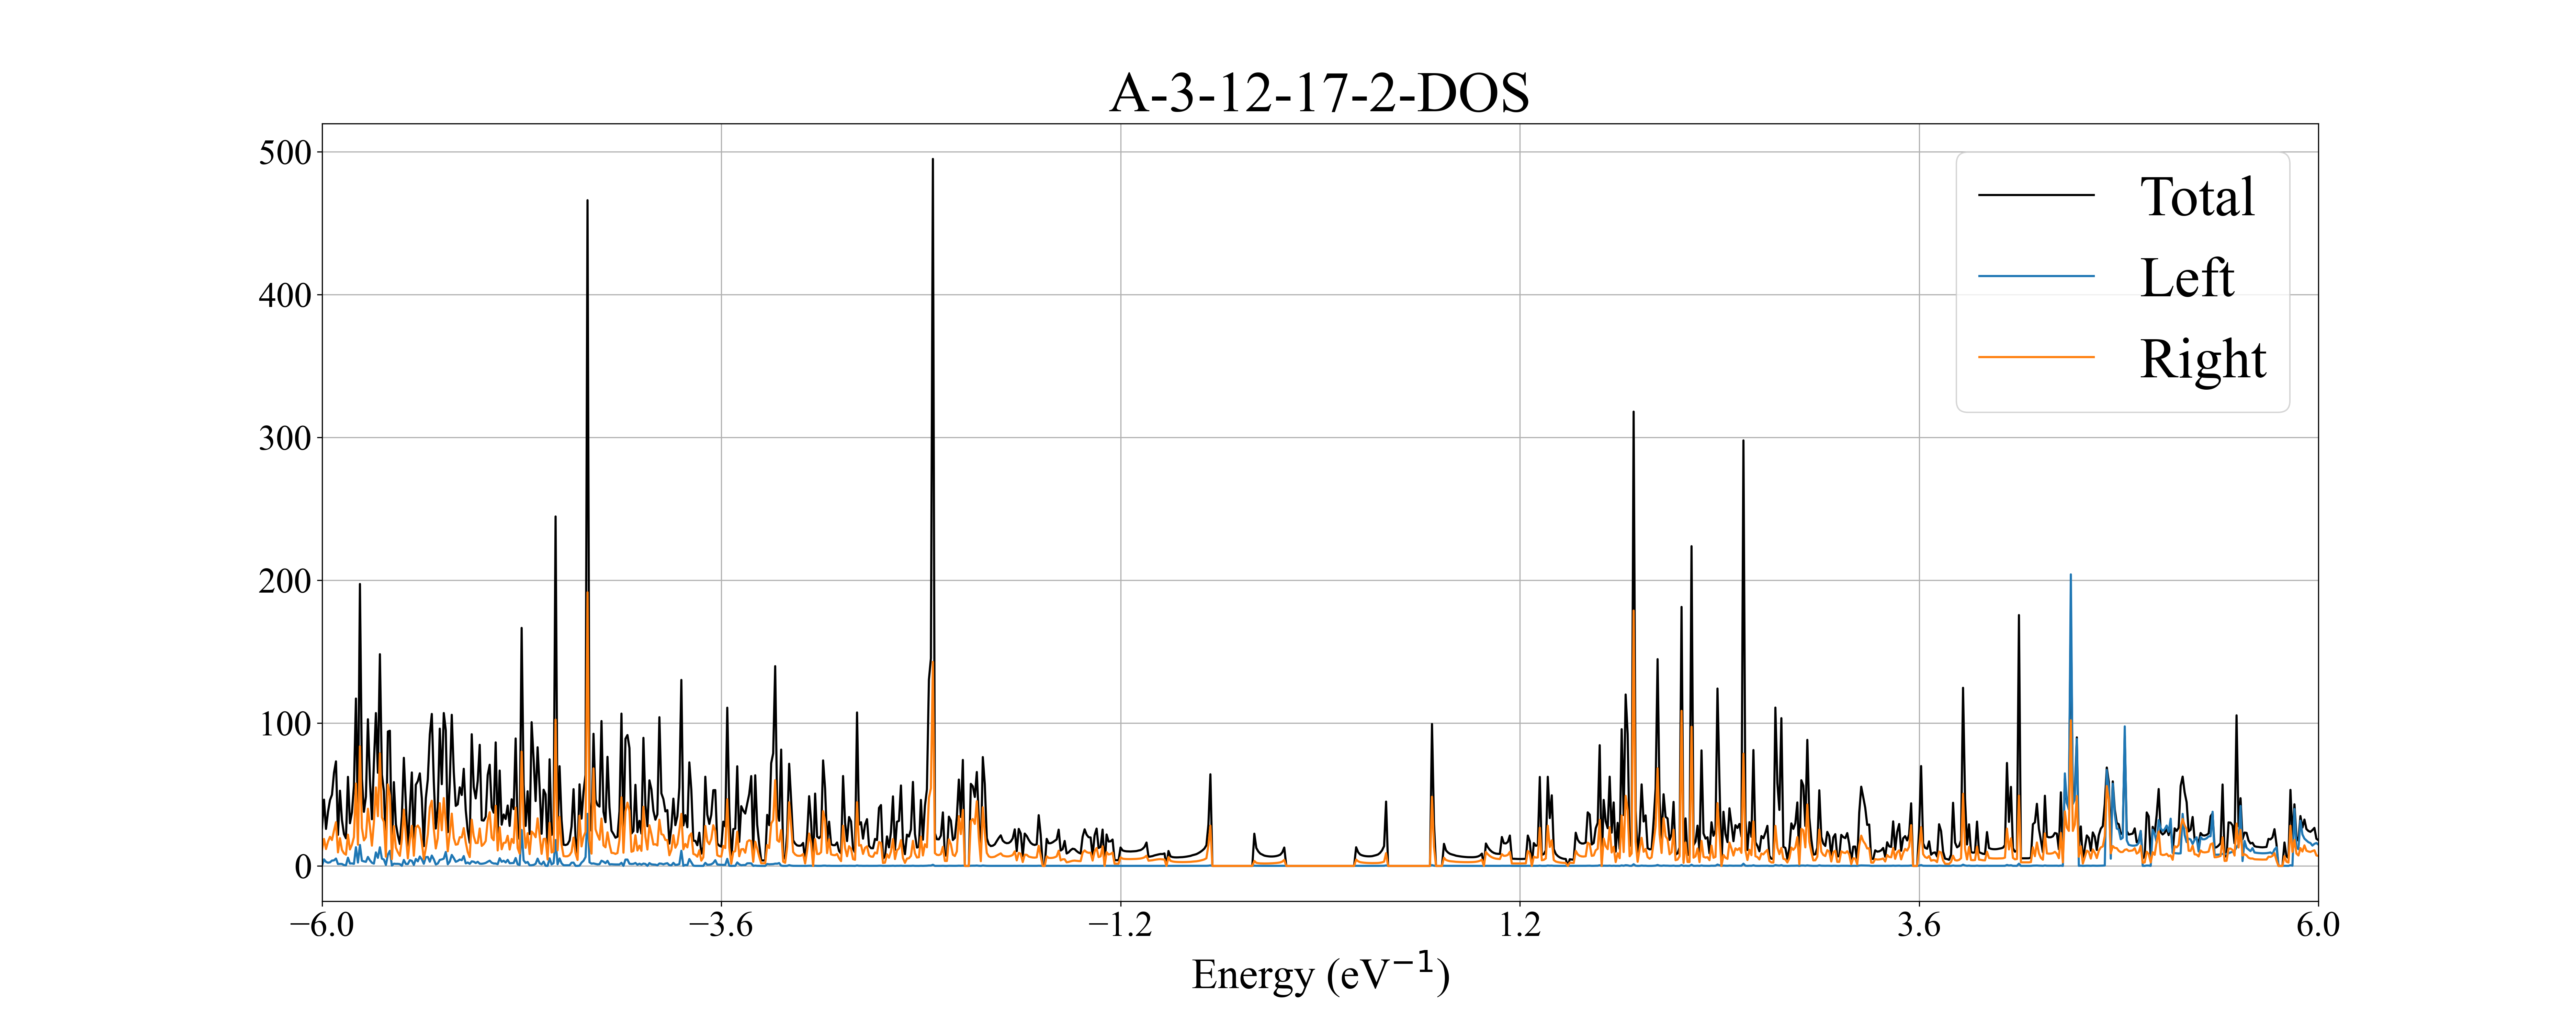 A-3-12-17-2-DOS
500
400
300
200
100
0
Total
Left
Right
−6.0 −3.6 −1.2 1.2 3.6 6.0
Energy (eV⁻¹)